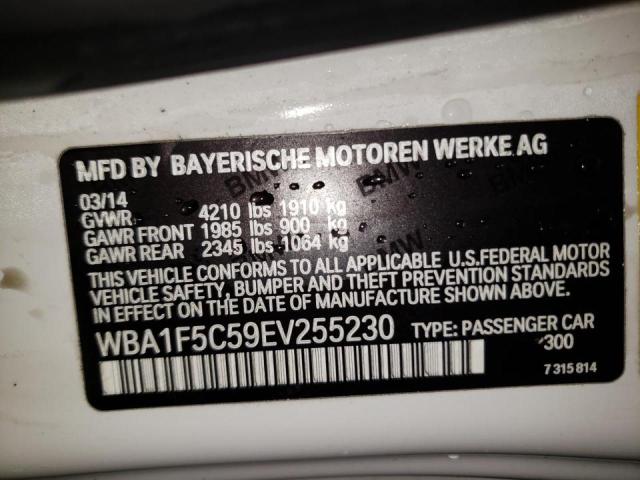 MFD BY BAYERISCHE MOTOREN WERKE AG
03/14
GVWR 4210 lbs 1910 kg
GAWR FRONT 1985 lbs 900 kg
GAWR REAR 2345 lbs 1064 kg
THIS VEHICLE CONFORMS TO ALL APPLICABLE U.S.FEDERAL MOTOR
VEHICLE SAFETY, BUMPER AND THEFT PREVENTION STANDARDS
IN EFFECT ON THE DATE OF MANUFACTURE SHOWN ABOVE.
WBA1F5C59EV255230 TYPE: PASSENGER CAR
300
7 315 814
BMW
BMW
BMW